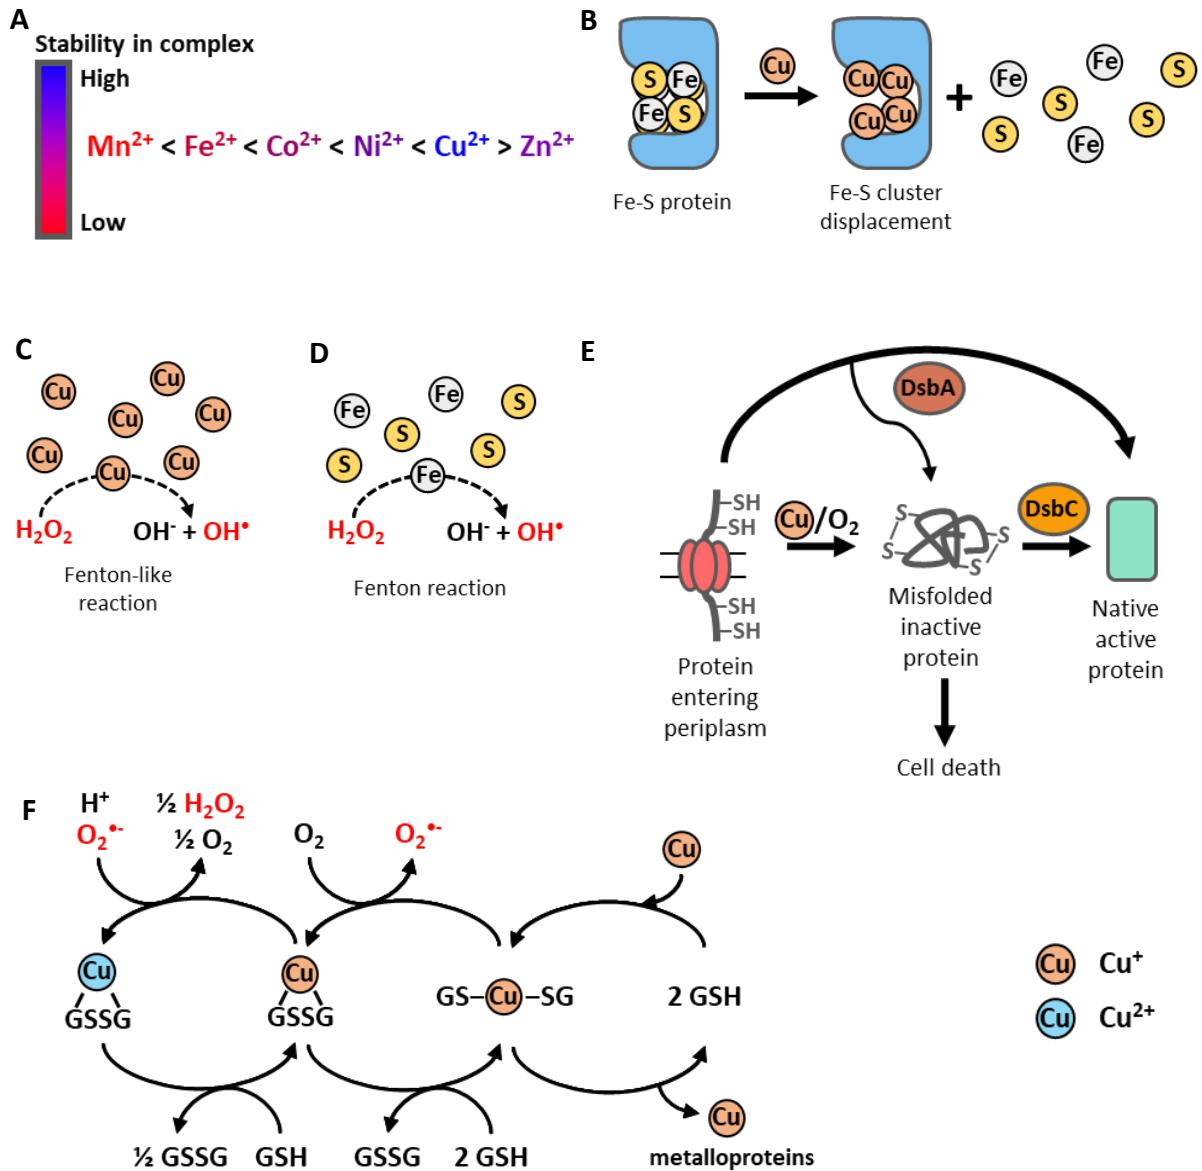 A
Stability in complex
High
Mn²⁺ < Fe²⁺ < Co²⁺ < Ni²⁺ < Cu²⁺ > Zn²⁺
Low
B
S Fe
Fe S
Cu
Cu Cu
Cu Cu
+
Fe Fe S
S S
S Fe
Fe-S protein
Fe-S cluster
displacement
C
Cu Cu
Cu Cu
Cu Cu Cu
H₂O₂ OH⁻ + OH•
Fenton-like
reaction
D
Fe Fe S
S S
S Fe
H₂O₂ OH⁻ + OH•
Fenton reaction
E
DsbA
-SH
-SH
Cu/O₂
S
S
S
S
DsbC
-SH
-SH
Protein
entering
periplasm
Misfolded
inactive
protein
Native
active
protein
Cell death
F
H⁺ ½ H₂O₂
O₂•⁻ ½ O₂ O₂ O₂•⁻ Cu
Cu
GSSG
Cu
GSSG
GS-Cu-SG
2 GSH
½ GSSG GSH GSSG 2 GSH
Cu
metalloproteins
Cu Cu⁺
Cu Cu²⁺